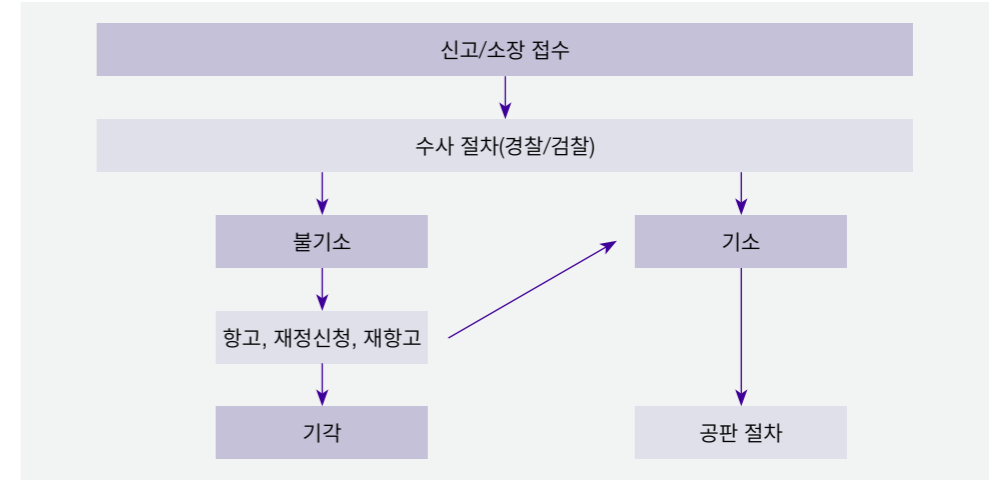 신고/소장 접수
수사 절차(경찰/검찰)
불기소
기소
항고, 재정신청, 재항고
기각
공판 절차